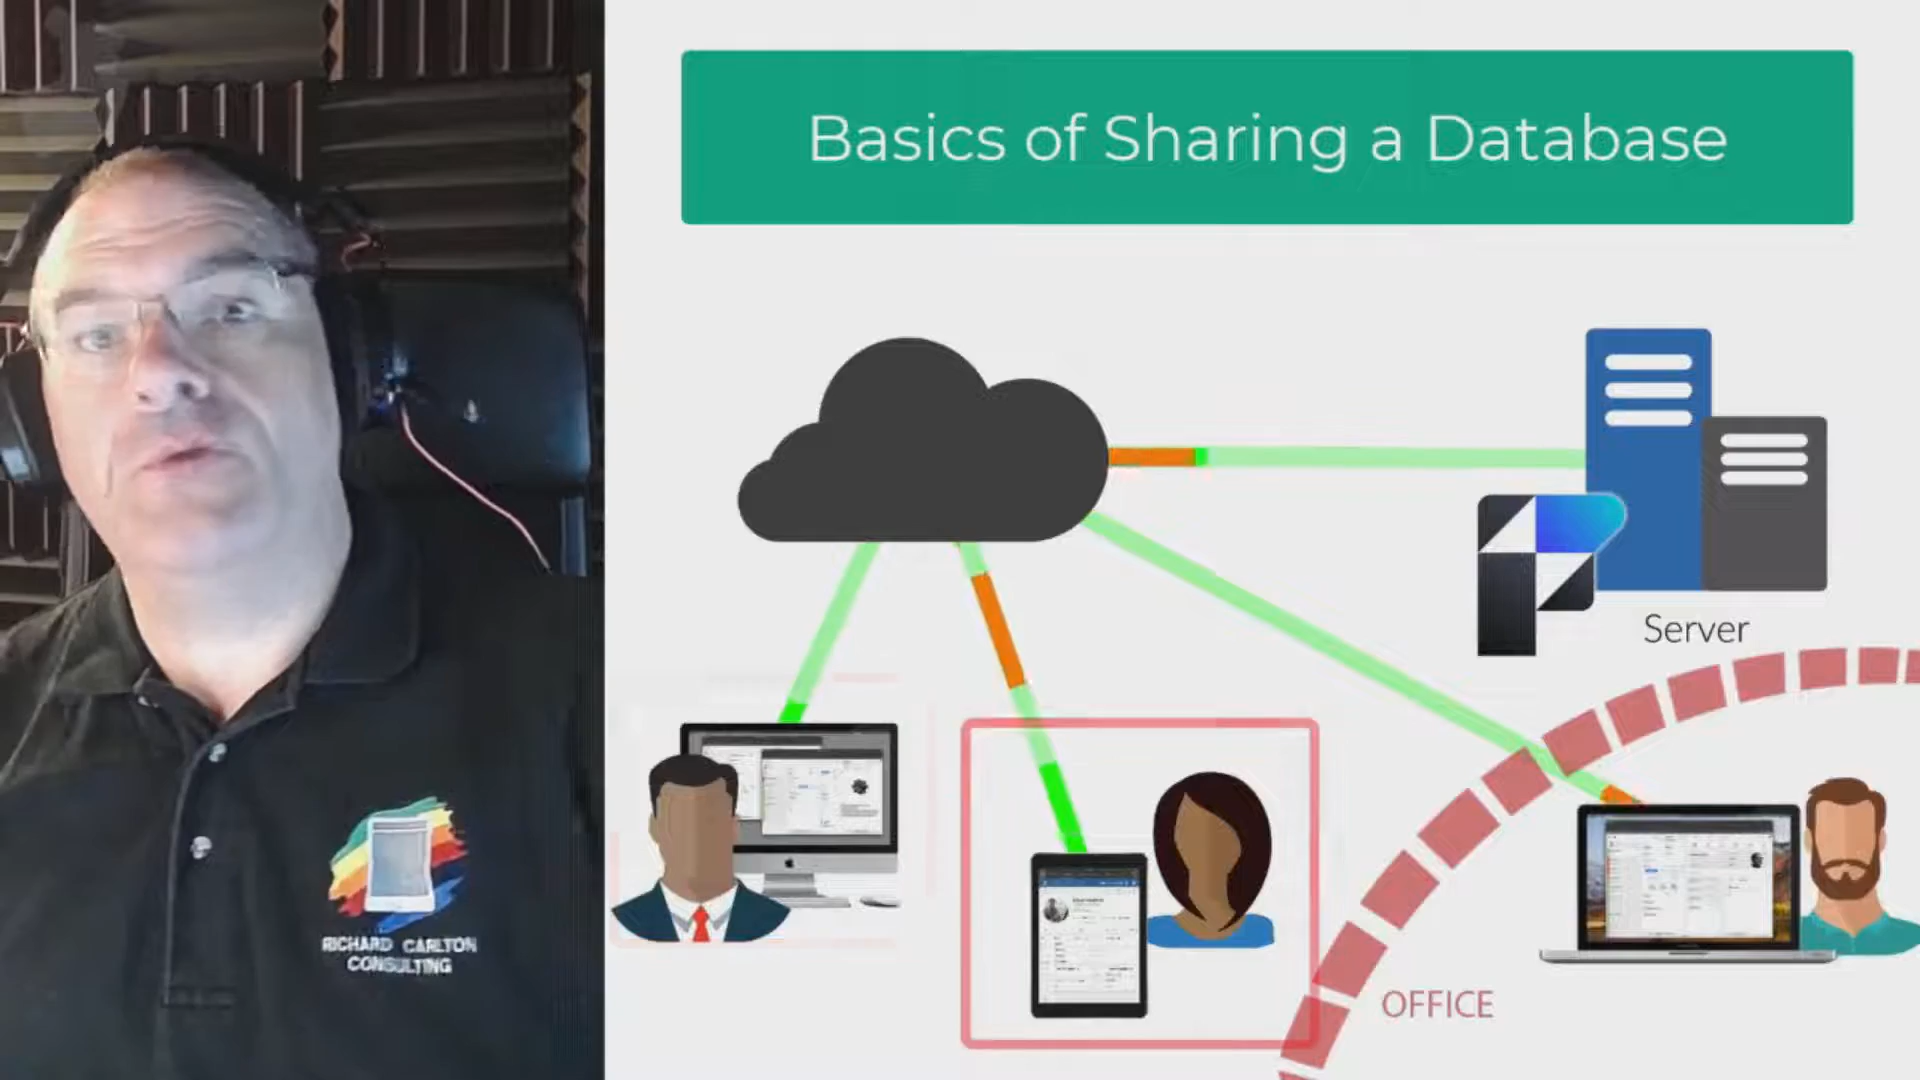 Basics of Sharing a Database
Server
RICHARD CARLTON
CONSULTING
OFFICE